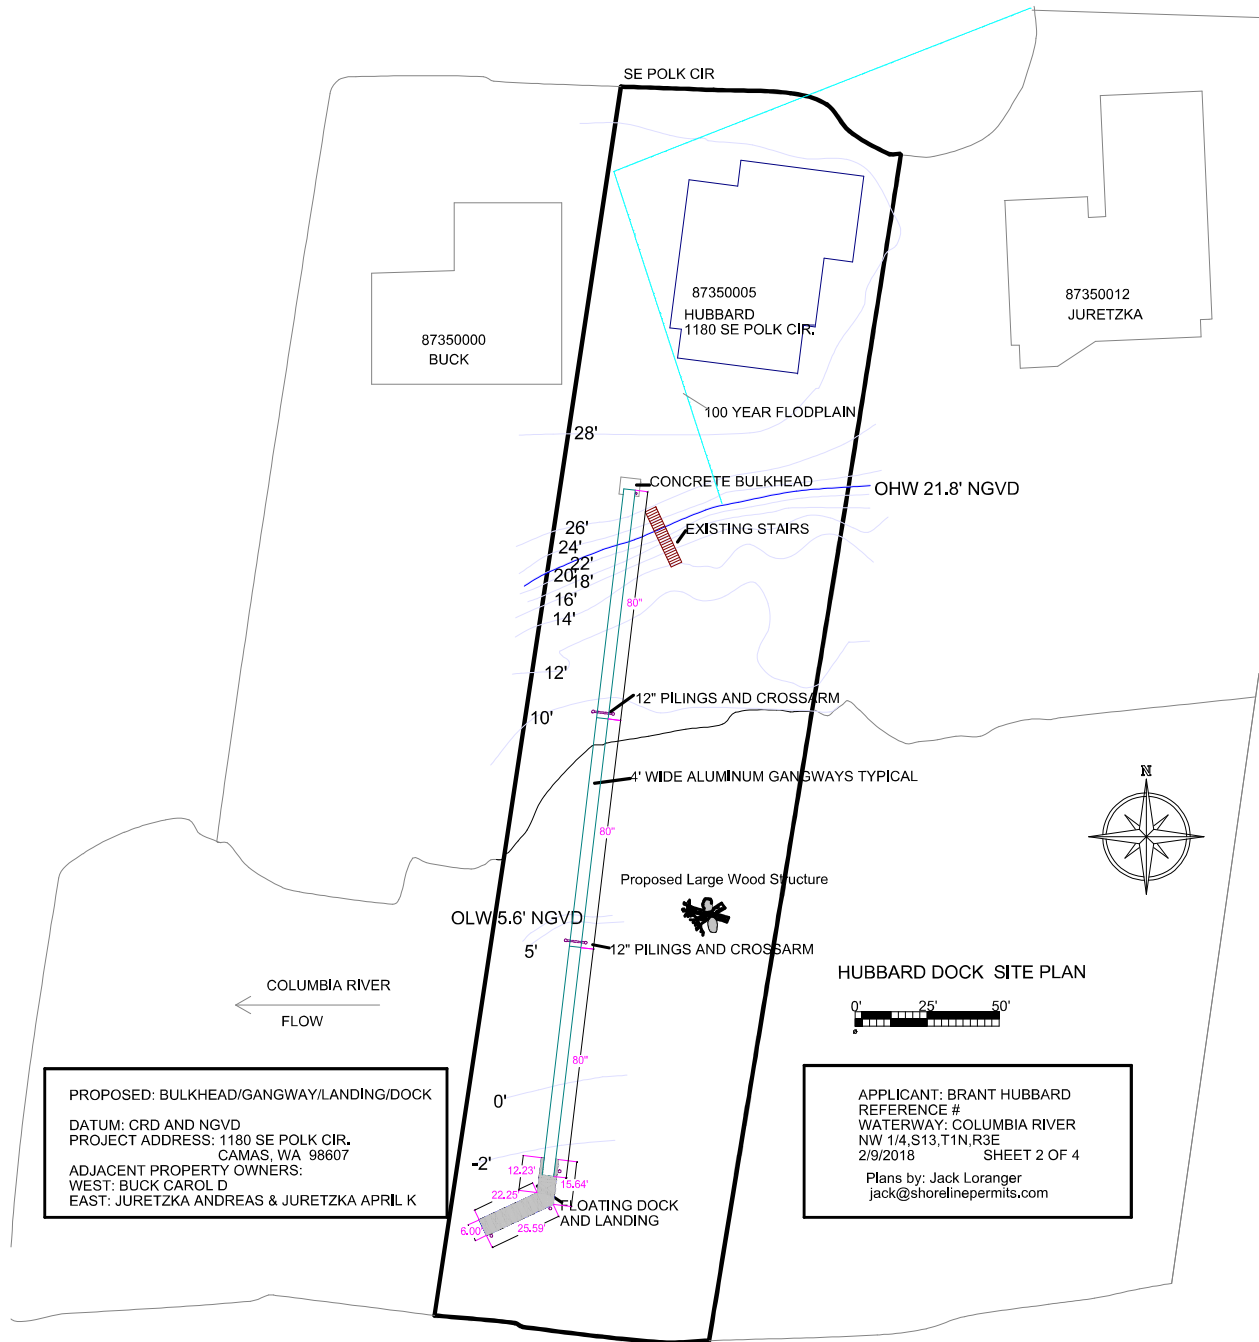 SE POLK CIR
87350005
HUBBARD
1180 SE POLK CIR.
87350012
JURETZKA
87350000
BUCK
100 YEAR FLODPLAIN
28'
CONCRETE BULKHEAD
OHW 21.8' NGVD
26'
EXISTING STAIRS
24'
22'
20'
18'
16'
80"
14'
12'
12" PILINGS AND CROSSARM
10'
4' WIDE ALUMINUM GANGWAYS TYPICAL
N
80"
Proposed Large Wood Structure
OLW 5.6' NGVD
5'
12" PILINGS AND CROSSARM
HUBBARD DOCK SITE PLAN
0' 25' 50'
COLUMBIA RIVER
FLOW
80"
0'
-2'
12.23'
15.64'
22.25'
FLOATING DOCK
AND LANDING
6.00'
25.59'
PROPOSED: BULKHEAD/GANGWAY/LANDING/DOCK
DATUM: CRD AND NGVD
PROJECT ADDRESS: 1180 SE POLK CIR.
CAMAS, WA 98607
ADJACENT PROPERTY OWNERS:
WEST: BUCK CAROL D
EAST: JURETZKA ANDREAS & JURETZKA APRIL K
APPLICANT: BRANT HUBBARD
REFERENCE #
WATERWAY: COLUMBIA RIVER
NW 1/4,S13,T1N,R3E
2/9/2018 SHEET 2 OF 4
Plans by: Jack Loranger
jack@shorelinepermits.com